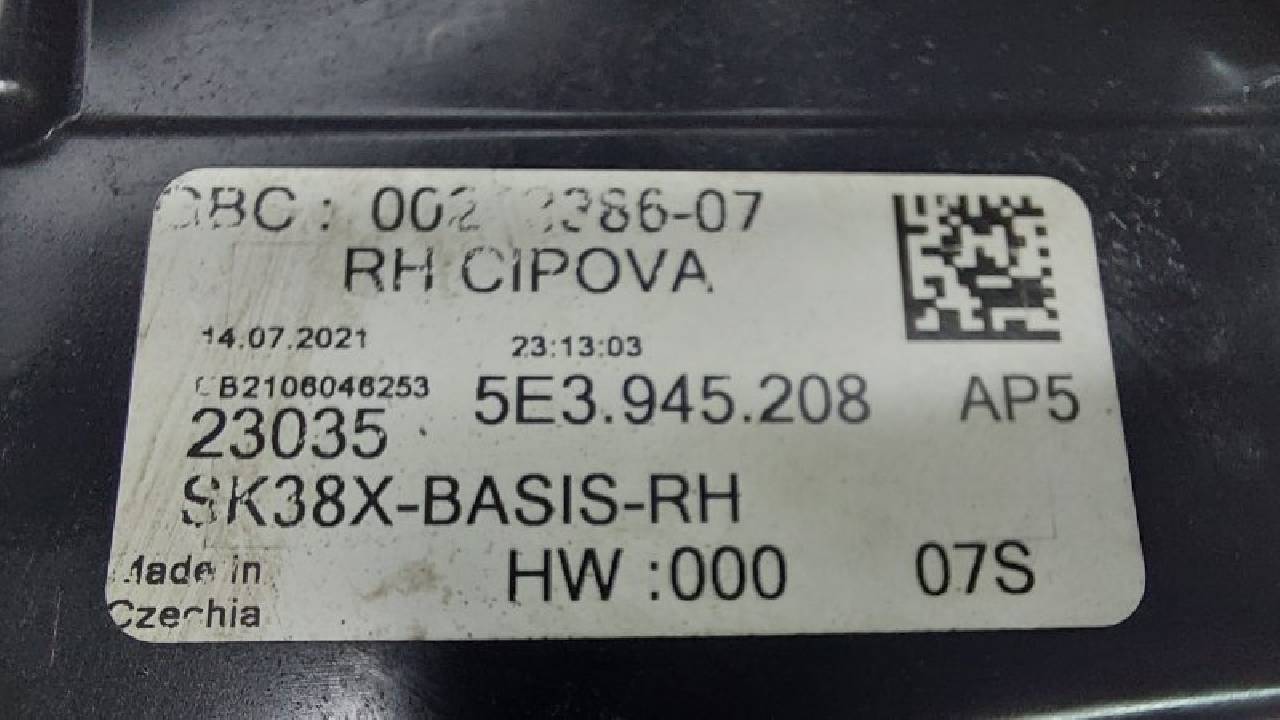 RH CIPOVA
14.07.2021 23:13:03
5E3.945.208 AP5
23035
SK38X-BASIS-RH
Made in HW :000 07S
Czechia